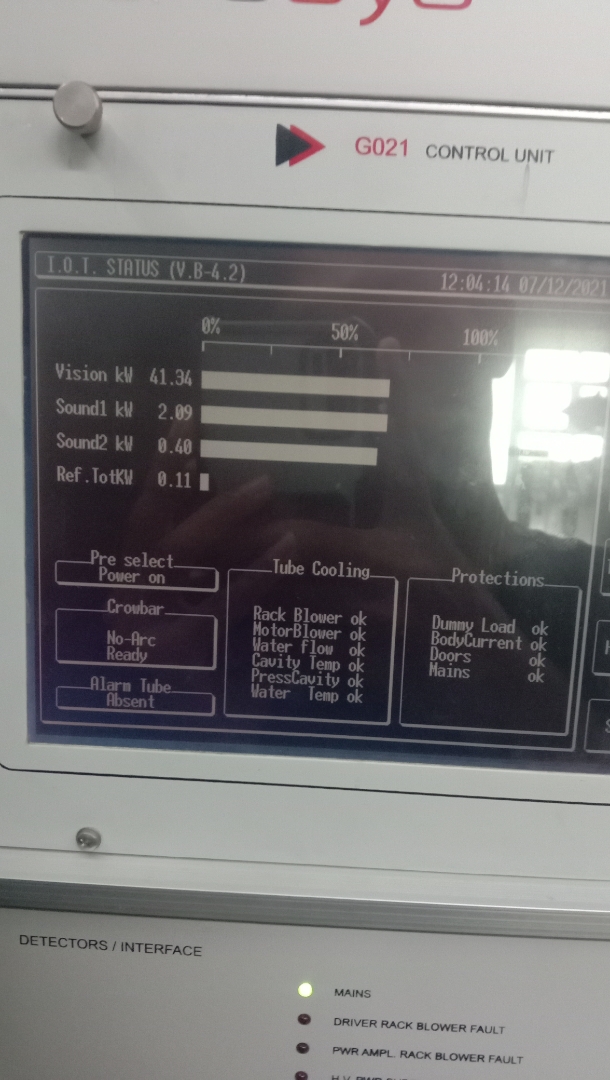 G021 CONTROL UNIT
I.O.T. STATUS (V.B-4.2)
12:04:14 07/12/2021
0% 50% 100%
Vision kW 41.34
Sound1 kW 2.09
Sound2 kW 0.40
Ref.TotKW 0.11
Pre select
Power on
Crowbar
No-Arc
Ready
Alarm Tube
Absent
Tube Cooling
Rack Blower ok
MotorBlower ok
Water flow ok
Cavity Temp ok
PressCavity ok
Water Temp ok
Protections
Dummy Load ok
BodyCurrent ok
Doors ok
Mains ok
DETECTORS / INTERFACE
MAINS
DRIVER RACK BLOWER FAULT
PWR AMPL. RACK BLOWER FAULT